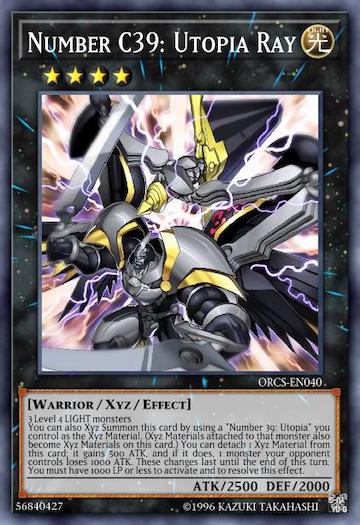 NUMBER C39: UTOPIA RAY
LIGHT
光
ORCS-EN040
[WARRIOR / XYZ / EFFECT]
3 Level 4 LIGHT monsters
You can also Xyz Summon this card by using a "Number 39: Utopia" you
control as the Xyz Material. (Xyz Materials attached to that monster also
become Xyz Materials on this card.) You can detach 1 Xyz Material from
this card; it gains 500 ATK, and if it does, 1 monster your opponent
controls loses 1000 ATK. These changes last until the end of this turn.
You must have 1000 LP or less to activate and to resolve this effect.
ATK/2500 DEF/2000
56840427
©1996 KAZUKI TAKAHASHI